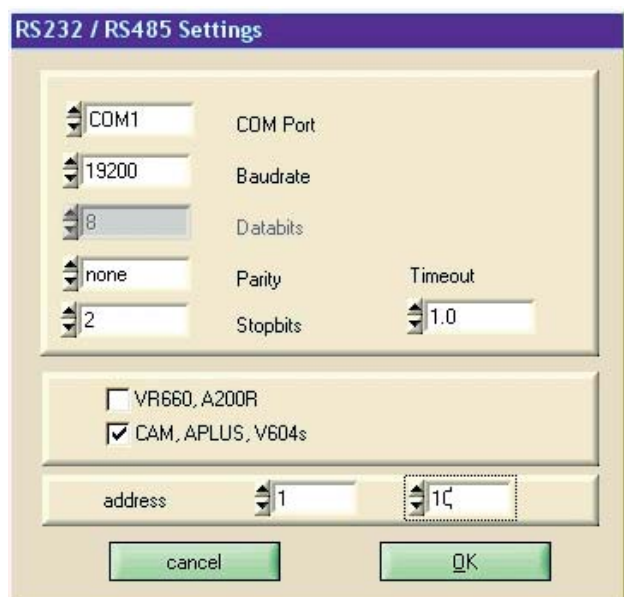 RS232 / RS485 Settings
COM1 COM Port
19200 Baudrate
8 Databits
none Parity Timeout
2 Stopbits 1.0
VR660, A200R
CAM, APLUS, V604s
address 1
cancel OK